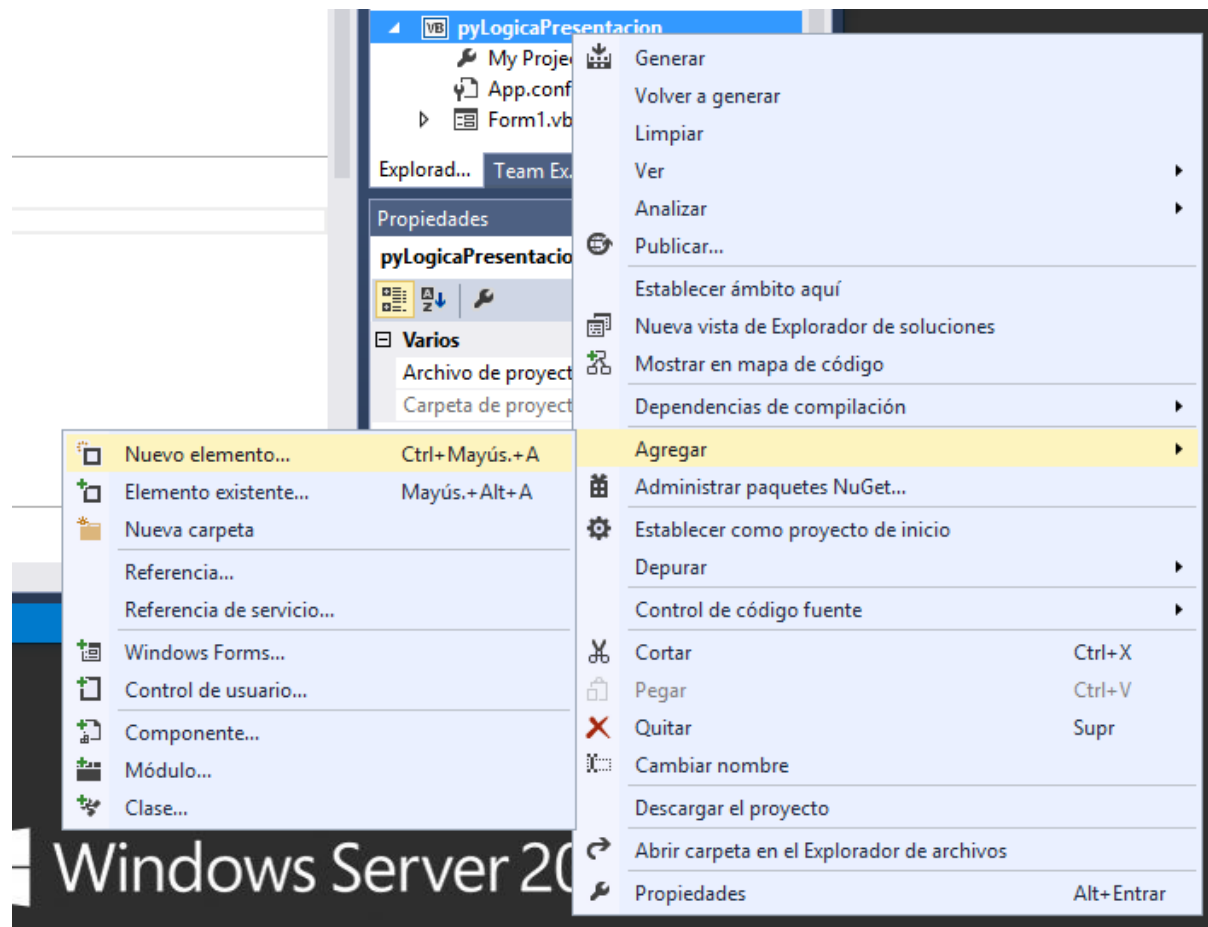 VB pyLogicaPresentacion
My Proje
App.conf
Form1.vb
Explorad... Team Ex.
Propiedades
pyLogicaPresentacio
Varios
Archivo de proyect
Carpeta de proyect
Generar
Volver a generar
Limpiar
Ver
Analizar
Publicar...
Establecer ámbito aquí
Nueva vista de Explorador de soluciones
Mostrar en mapa de código
Dependencias de compilación
Agregar
Administrar paquetes NuGet...
Establecer como proyecto de inicio
Depurar
Control de código fuente
Cortar Ctrl+X
Pegar Ctrl+V
Quitar Supr
Cambiar nombre
Descargar el proyecto
Abrir carpeta en el Explorador de archivos
Propiedades Alt+Entrar
Nuevo elemento... Ctrl+Mayús.+A
Elemento existente... Mayús.+Alt+A
Nueva carpeta
Referencia...
Referencia de servicio...
Windows Forms...
Control de usuario...
Componente...
Módulo...
Clase...
Windows Server 20